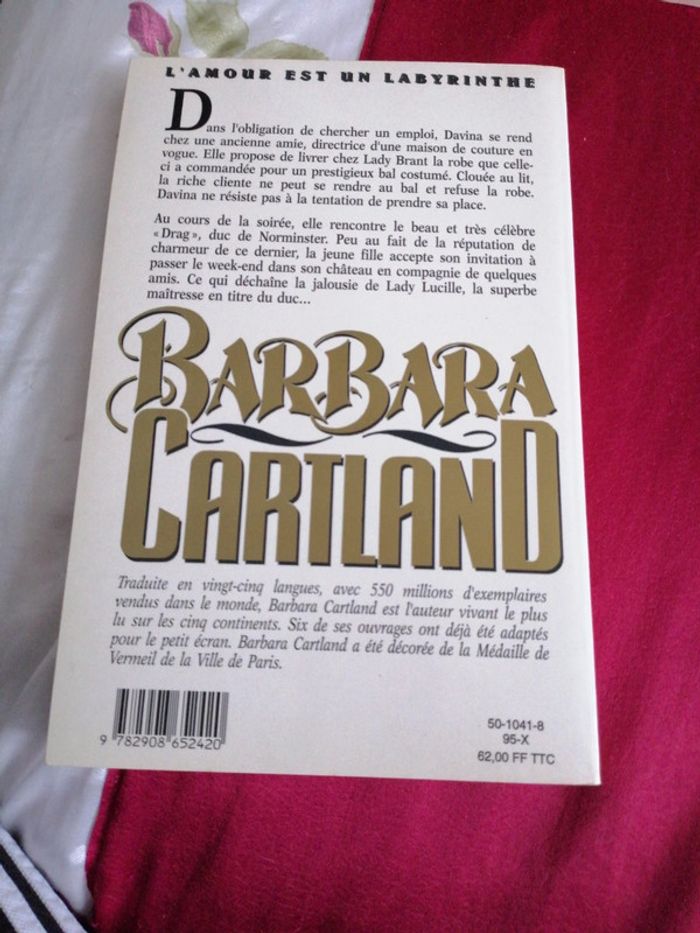 L'AMOUR EST UN LABYRINTHE
Dans l'obligation de chercher un emploi, Davina se rend
chez une ancienne amie, directrice d'une maison de couture en
vogue. Elle propose de livrer chez Lady Brant la robe que celle-
ci a commandée pour un prestigieux bal costumé. Clouée au lit,
la riche cliente ne peut se rendre au bal et refuse la robe.
Davina ne résiste pas à la tentation de prendre sa place.
Au cours de la soirée, elle rencontre le beau et très célèbre
« Drag », duc de Norminster. Peu au fait de la réputation de
charmeur de ce dernier, la jeune fille accepte son invitation à
passer le week-end dans son château en compagnie de quelques
amis. Ce qui déchaîne la jalousie de Lady Lucille, la superbe
maîtresse en titre du duc...
BARBARA
CARTLAND
Traduite en vingt-cinq langues, avec 550 millions d'exemplaires
vendus dans le monde, Barbara Cartland est l'auteur vivant le plus
lu sur les cinq continents. Six de ses ouvrages ont déjà été adaptés
pour le petit écran. Barbara Cartland a été décorée de la Médaille de
Vermeil de la Ville de Paris.
9 782908 652420
50-1041-8
95-X
62,00 FF TTC